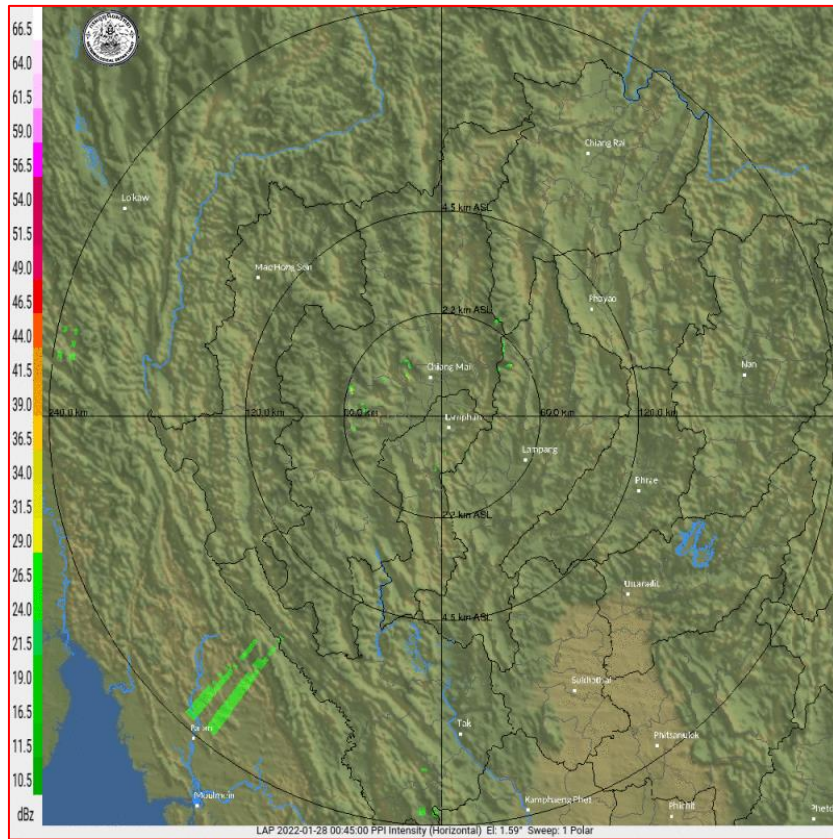 66.5
64.0
61.5
59.0
56.5
54.0
51.5
49.0
46.5
44.0
41.5
39.0
36.5
34.0
31.5
29.0
26.5
24.0
21.5
19.0
16.5
13.0
10.5
dBz
Chiang Rai
Loikaw
4.5 km ASL
Mae Hong Son
Phayao
2.2 km ASL
Chiang Mai
Nan
240.0 km
120.0 km
60.0 km
60.0 km
120.0 km
Lamphun
Lampang
Phrae
2.2 km ASL
Uttaradit
4.5 km ASL
Sukhothai
Tak
Phitsanulok
Moulmein
Kamphaeng Phet
Phichit
LAP 2022-01-28 00:45:00 PPI Intensity (Horizontal) El: 1.59° Sweep: 1 Polar